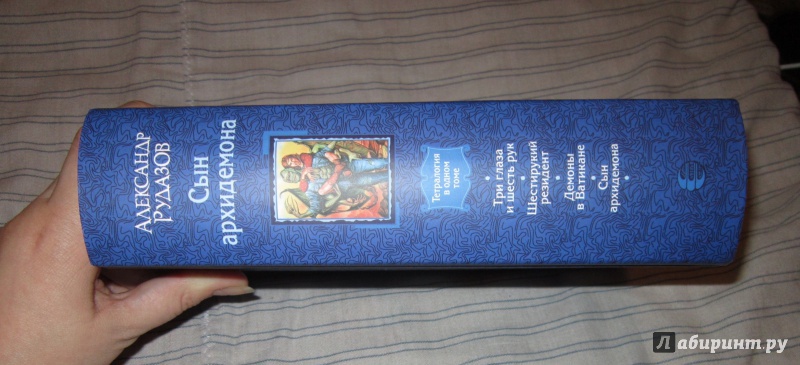 Александр
Рудазов
Сын
архидемона
Тетралогия
в одном
томе
• Три глаза
и шесть рук
• Шестирукий
резидент
• Демоны
в Ватикане
• Сын
архидемона •
Лабиринт.ру